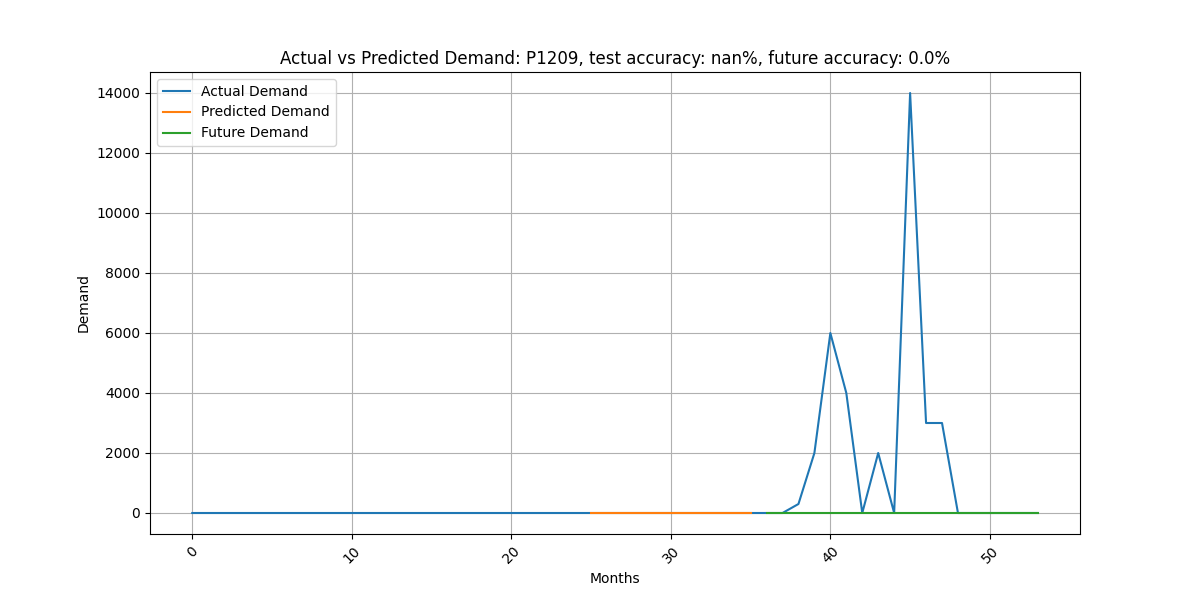 Actual vs Predicted Demand: P1209, test accuracy: nan%, future accuracy: 0.0%
Actual Demand
Predicted Demand
Future Demand
14000
12000
10000
8000
6000
4000
2000
0
Demand
0 10 20 30 40 50
Months